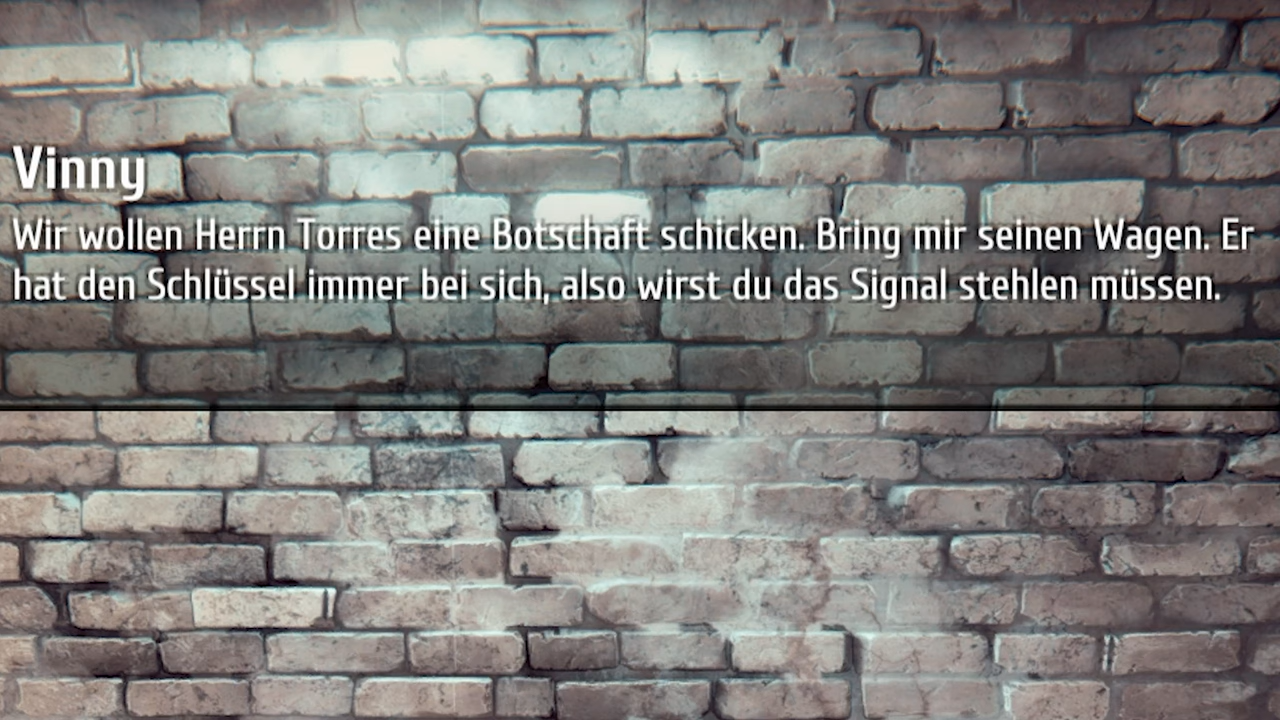 Vinny
Wir wollen Herrn Torres eine Botschaft schicken. Bring mir seinen Wagen. Er
hat den Schlüssel immer bei sich, also wirst du das Signal stehlen müssen.